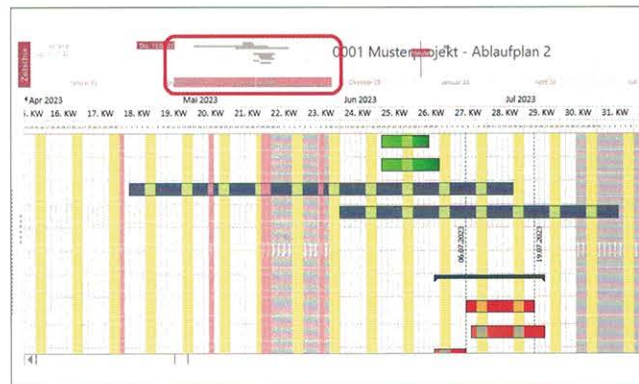 0001 Musterprojekt - Ablaufplan 2
Zeitachse
Apr 2023 Mai 2023 Jun 2023 Jul 2023
KW 16. KW 17. KW 18. KW 19. KW 20. KW 21. KW 22. KW 23. KW 24. KW 25. KW 26. KW 27. KW 28. KW 29. KW 30. KW 31. KW
06.07.2023
19.07.2023